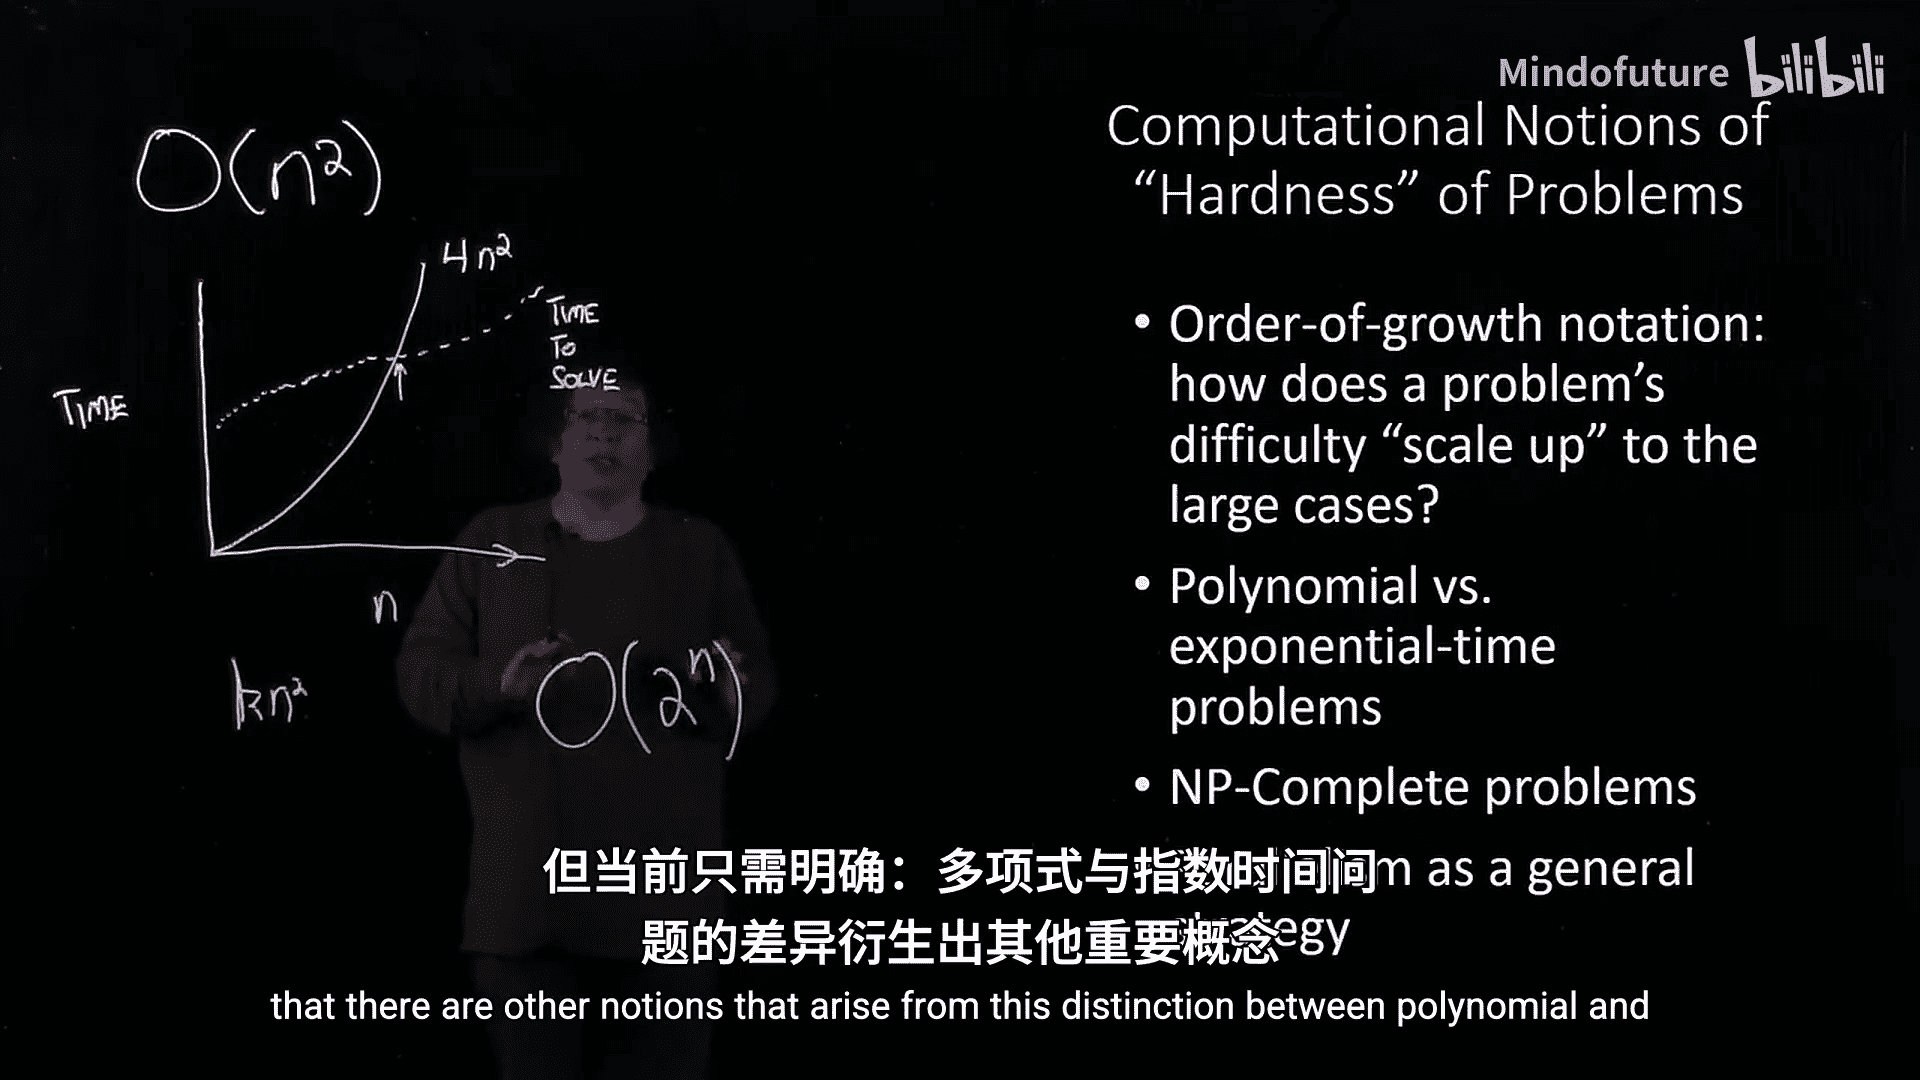 Mindofuture bilibili
Computational Notions of
“Hardness” of Problems
O(n²)
4n²
TIME
TO
SOLVE
TIME
n
kn²
O(2ⁿ)
• Order-of-growth notation:
how does a problem’s
difficulty “scale up” to the
large cases?
• Polynomial vs.
exponential-time
problems
• NP-Complete problems
as a general
但当前只需明确：多项式与指数时间问
题的差异衍生出其他重要概念
that there are other notions that arise from this distinction between polynomial and